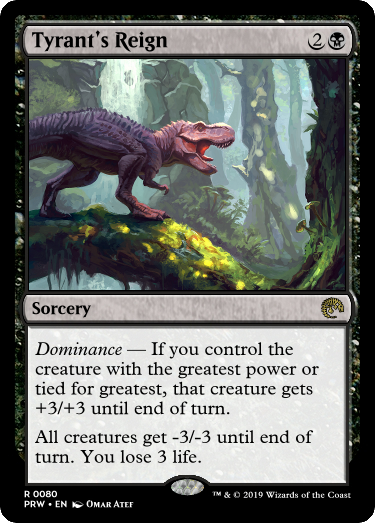 Tyrant's Reign 2
Sorcery
Dominance — If you control the
creature with the greatest power or
tied for greatest, that creature gets
+3/+3 until end of turn.
All creatures get -3/-3 until end of
turn. You lose 3 life.
R 0080
PRW • EN Omar Atef
™ & © 2019 Wizards of the Coast